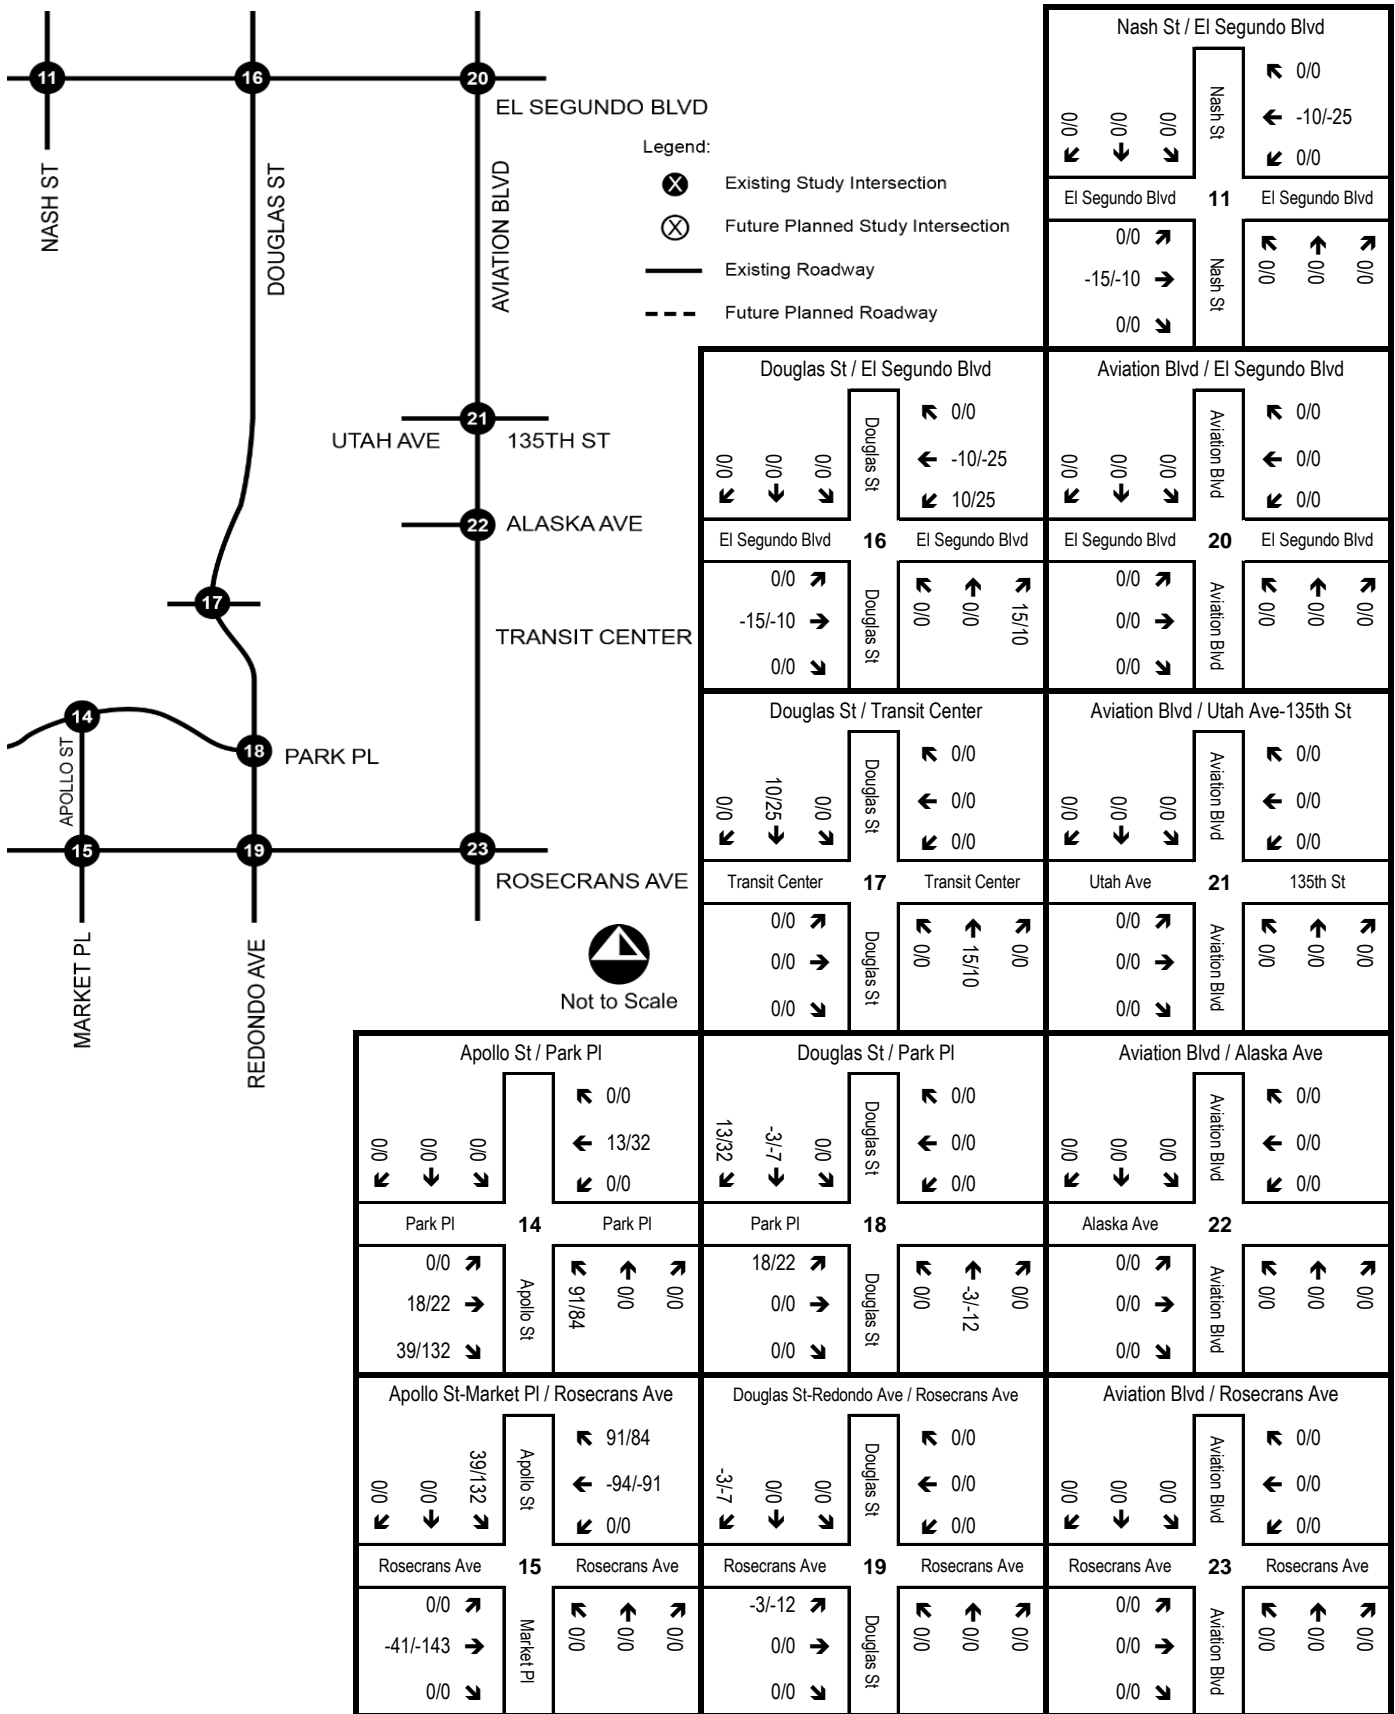 11
16
20
EL SEGUNDO BLVD
NASH ST
DOUGLAS ST
AVIATION BLVD
Legend:
X Existing Study Intersection
X Future Planned Study Intersection
Existing Roadway
Future Planned Roadway
21
UTAH AVE
135TH ST
22
ALASKA AVE
17
TRANSIT CENTER
14
APOLLO ST
18
PARK PL
15
19
23
ROSECRANS AVE
MARKET PL
REDONDO AVE
Not to Scale
Nash St / El Segundo Blvd
0/0
0/0
0/0
Nash St
0/0
-10/-25
0/0
El Segundo Blvd
11
El Segundo Blvd
0/0
-15/-10
0/0
Nash St
0/0
0/0
0/0
Douglas St / El Segundo Blvd
0/0
0/0
0/0
Douglas St
0/0
-10/-25
10/25
El Segundo Blvd
16
El Segundo Blvd
0/0
-15/-10
0/0
Douglas St
0/0
0/0
15/10
Aviation Blvd / El Segundo Blvd
0/0
0/0
0/0
Aviation Blvd
0/0
0/0
0/0
El Segundo Blvd
20
El Segundo Blvd
0/0
0/0
0/0
Aviation Blvd
0/0
0/0
0/0
Douglas St / Transit Center
0/0
10/25
0/0
Douglas St
0/0
0/0
0/0
Transit Center
17
Transit Center
0/0
0/0
0/0
Douglas St
0/0
15/10
0/0
Aviation Blvd / Utah Ave-135th St
0/0
0/0
0/0
Aviation Blvd
0/0
0/0
0/0
Utah Ave
21
135th St
0/0
0/0
0/0
Aviation Blvd
0/0
0/0
0/0
Apollo St / Park Pl
0/0
0/0
0/0
0/0
13/32
0/0
Park Pl
14
Park Pl
0/0
18/22
39/132
Apollo St
91/84
0/0
0/0
Douglas St / Park Pl
13/32
-3/-7
0/0
Douglas St
0/0
0/0
0/0
Park Pl
18
18/22
0/0
0/0
Douglas St
0/0
-3/-12
0/0
Aviation Blvd / Alaska Ave
0/0
0/0
0/0
Aviation Blvd
0/0
0/0
0/0
Alaska Ave
22
0/0
0/0
0/0
Aviation Blvd
0/0
0/0
0/0
Apollo St-Market Pl / Rosecrans Ave
0/0
0/0
39/132
Apollo St
91/84
-94/-91
0/0
Rosecrans Ave
15
Rosecrans Ave
0/0
-41/-143
0/0
Market Pl
0/0
0/0
0/0
Douglas St-Redondo Ave / Rosecrans Ave
-3/-7
0/0
0/0
Douglas St
0/0
0/0
0/0
Rosecrans Ave
19
Rosecrans Ave
-3/-12
0/0
0/0
Douglas St
0/0
0/0
0/0
Aviation Blvd / Rosecrans Ave
0/0
0/0
0/0
Aviation Blvd
0/0
0/0
0/0
Rosecrans Ave
23
Rosecrans Ave
0/0
0/0
0/0
Aviation Blvd
0/0
0/0
0/0